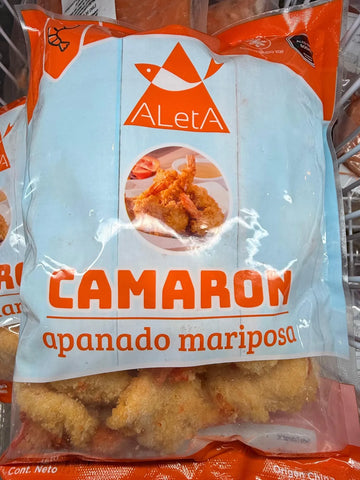 ALetA
CAMARON
apanado mariposa
Cont. Neto
Origen China